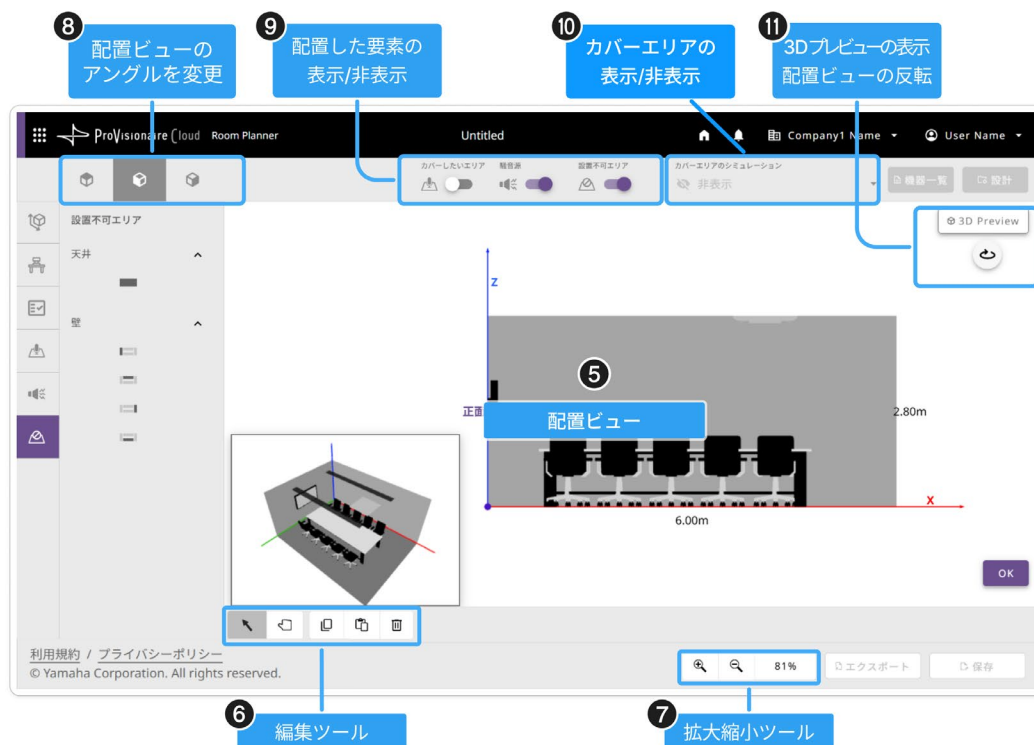 8
配置ビューの
アングルを変更
9
配置した要素の
表示/非表示
10
カバーエリアの
表示/非表示
11
3Dプレビューの表示
配置ビューの反転
ProVisionaire Cloud Room Planner
Untitled
Company1 Name
User Name
カバーしたいエリア
騒音源
設置不可エリア
カバーエリアのシミュレーション
非表示
機器一覧
設計
設置不可エリア
3D Preview
天井
壁
Z
5
配置ビュー
正面
2.80m
X
6.00m
OK
利用規約 / プライバシーポリシー
© Yamaha Corporation. All rights reserved.
81%
エクスポート
保存
6
編集ツール
7
拡大縮小ツール